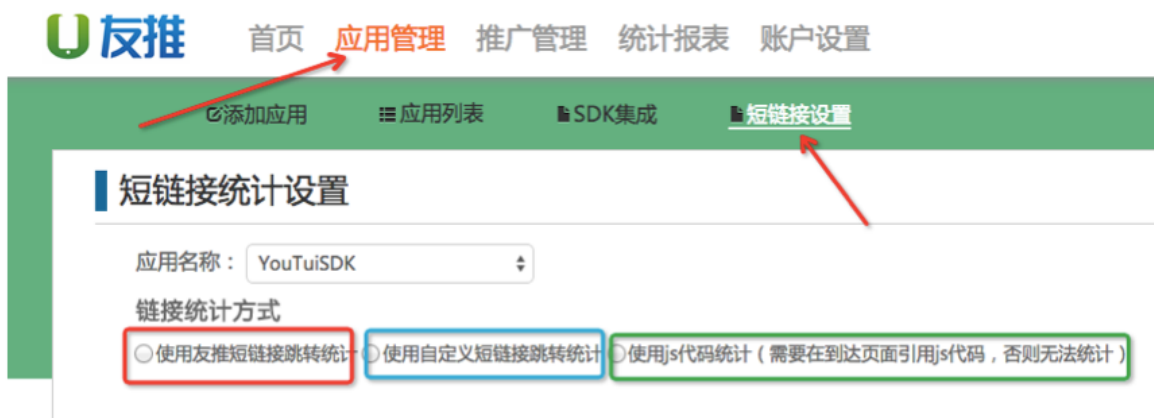 友推 首页 应用管理 推广管理 统计报表 账户设置
添加应用 应用列表 SDK集成 短链接设置
短链接统计设置
应用名称： YouTuiSDK
链接统计方式
使用友推短链接跳转统计 使用自定义短链接跳转统计 使用js代码统计（需要在到达页面引用js代码，否则无法统计）